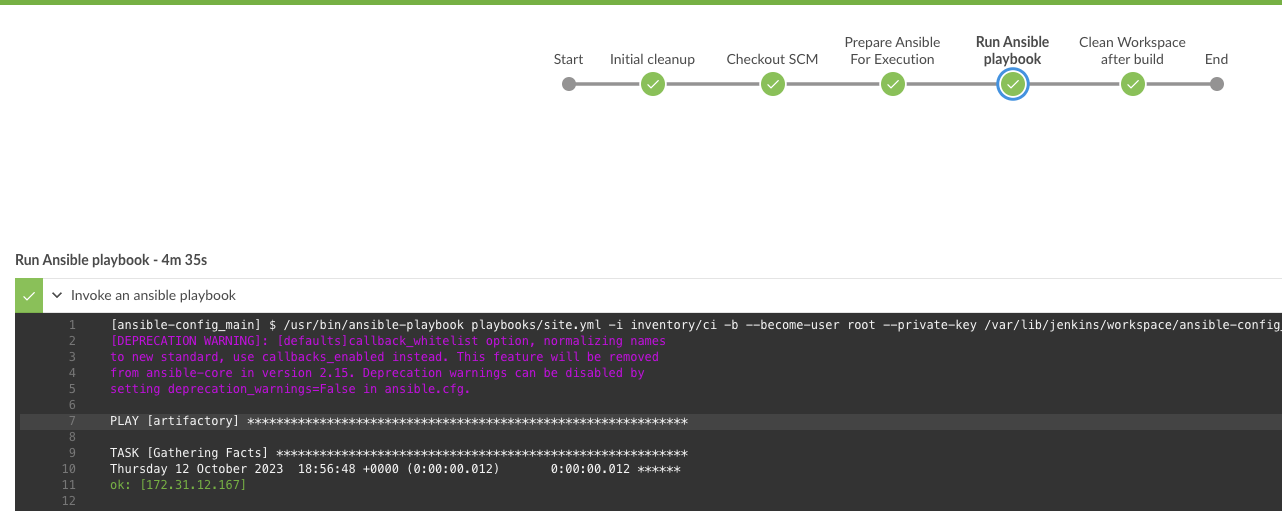 Start
Initial cleanup
Checkout SCM
Prepare Ansible
For Execution
Run Ansible
playbook
Clean Workspace
after build
End
Run Ansible playbook - 4m 35s
Invoke an ansible playbook
1 [ansible-config_main] $ /usr/bin/ansible-playbook playbooks/site.yml -i inventory/ci -b --become-user root --private-key /var/lib/jenkins/workspace/ansible-config_
2 [DEPRECATION WARNING]: [defaults]callback_whitelist option, normalizing names
3 to new standard, use callbacks_enabled instead. This feature will be removed
4 from ansible-core in version 2.15. Deprecation warnings can be disabled by
5 setting deprecation_warnings=False in ansible.cfg.
6
7 PLAY [artifactory] *************************************************************
8
9 TASK [Gathering Facts] *********************************************************
10 Thursday 12 October 2023  18:56:48 +0000 (0:00:00.012)       0:00:00.012 ******
11 ok: [172.31.12.167]
12